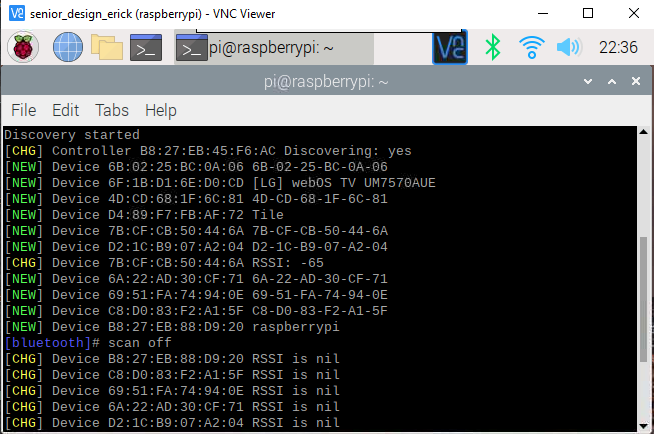 senior_design_erick (raspberrypi) - VNC Viewer
pi@raspberrypi: ~
22:36
pi@raspberrypi: ~
File Edit Tabs Help
Discovery started
[CHG] Controller B8:27:EB:45:F6:AC Discovering: yes
[NEW] Device 6B:02:25:BC:0A:06 6B-02-25-BC-0A-06
[NEW] Device 6F:1B:D1:6E:D0:CD [LG] webOS TV UM7570AUE
[NEW] Device 4D:CD:68:1F:6C:81 4D-CD-68-1F-6C-81
[NEW] Device D4:89:F7:FB:AF:72 Tile
[NEW] Device 7B:CF:CB:50:44:6A 7B-CF-CB-50-44-6A
[NEW] Device D2:1C:B9:07:A2:04 D2-1C-B9-07-A2-04
[CHG] Device 7B:CF:CB:50:44:6A RSSI: -65
[NEW] Device 6A:22:AD:30:CF:71 6A-22-AD-30-CF-71
[NEW] Device 69:51:FA:74:94:0E 69-51-FA-74-94-0E
[NEW] Device C8:D0:83:F2:A1:5F C8-D0-83-F2-A1-5F
[NEW] Device B8:27:EB:88:D9:20 raspberrypi
[bluetooth]# scan off
[CHG] Device B8:27:EB:88:D9:20 RSSI is nil
[CHG] Device C8:D0:83:F2:A1:5F RSSI is nil
[CHG] Device 69:51:FA:74:94:0E RSSI is nil
[CHG] Device 6A:22:AD:30:CF:71 RSSI is nil
[CHG] Device D2:1C:B9:07:A2:04 RSSI is nil